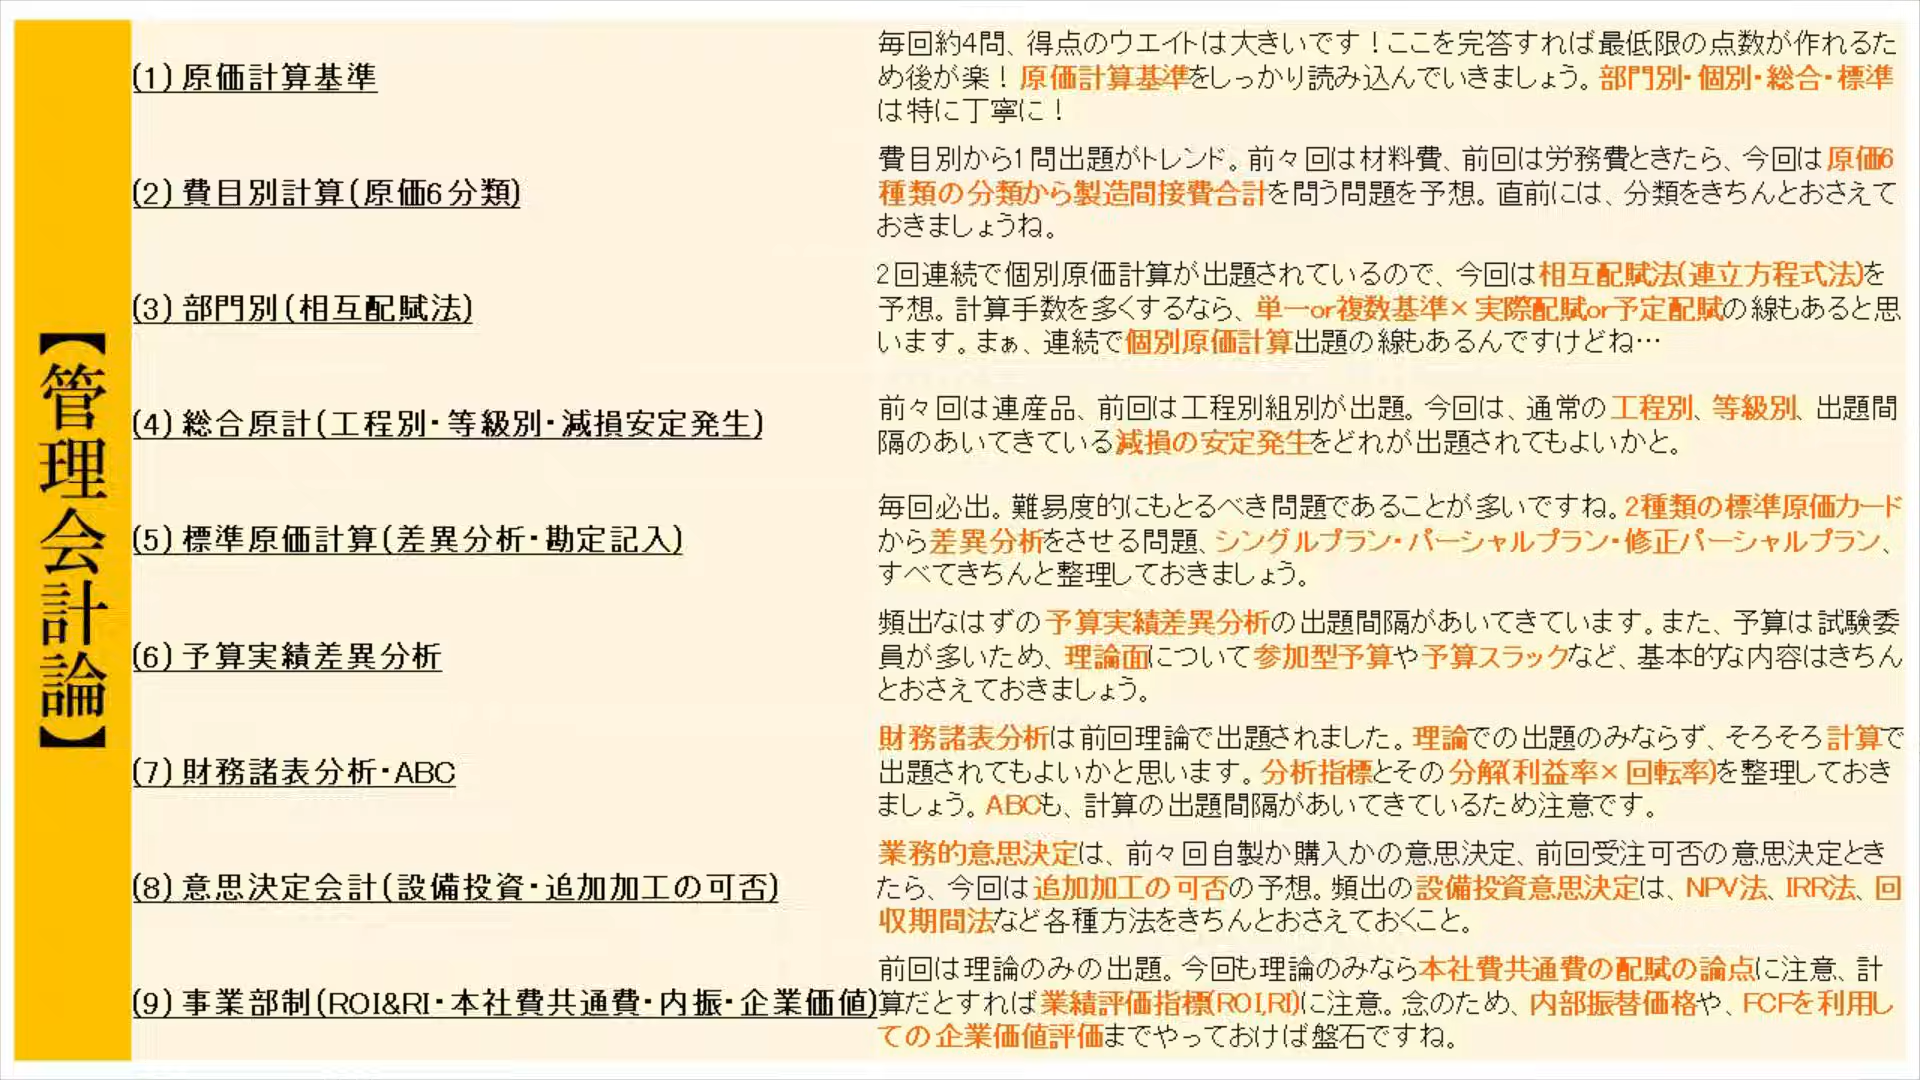 【管理会計論】
(1) 原価計算基準
毎回約4問、得点のウエイトは大きいです！ここを完答すれば最低限の点数が作れるた
め後が楽！原価計算基準をしっかり読み込んでいきましょう。部門別・個別・総合・標準
は特に丁寧に！
(2) 費目別計算(原価6分類)
費目別から1問出題がトレンド。前々回は材料費、前回は労務費ときたら、今回は原価6
種類の分類から製造間接費合計を問う問題を予想。直前には、分類をきちんとおさえて
おきましょうね。
(3) 部門別(相互配賦法)
2回連続で個別原価計算が出題されているので、今回は相互配賦法(連立方程式法)を
予想。計算手数を多くするなら、単一or複数基準×実際配賦or予定配賦の線もあると思
います。まぁ、連続で個別原価計算出題の線もあるんですけどね…
(4) 総合原計(工程別・等級別・減損安定発生)
前々回は連産品、前回は工程別組別が出題。今回は、通常の工程別、等級別、出題間
隔のあいてきている減損の安定発生をどれが出題されてもよいかと。
(5) 標準原価計算(差異分析・勘定記入)
毎回必出。難易度的にもとるべき問題であることが多いですね。2種類の標準原価カード
から差異分析をさせる問題、シングルプラン・パーシャルプラン・修正パーシャルプラン、
すべてきちんと整理しておきましょう。
(6) 予算実績差異分析
頻出なはずの予算実績差異分析の出題間隔があいてきています。また、予算は試験委
員が多いため、理論面について参加型予算や予算スラックなど、基本的な内容はきちん
とおさえておきましょう。
(7) 財務諸表分析・ABC
財務諸表分析は前回理論で出題されました。理論での出題のみならず、そろそろ計算で
出題されてもよいかと思います。分析指標とその分解(利益率×回転率)を整理しておき
ましょう。ABCも、計算の出題間隔があいてきているため注意です。
(8) 意思決定会計(設備投資・追加加工の可否)
業務的意思決定は、前々回自製か購入かの意思決定、前回受注可否の意思決定とき
たら、今回は追加加工の可否の予想。頻出の設備投資意思決定は、NPV法、IRR法、回
収期間法など各種方法をきちんとおさえておくこと。
(9) 事業部制(ROI&RI・本社費共通費・内振・企業価値)
前回は理論のみの出題。今回も理論のみなら本社費共通費の配賦の論点に注意、計
算だとすれば業績評価指標(ROI,RI)に注意。念のため、内部振替価格や、FCFを利用し
ての企業価値評価までやっておけば盤石ですね。